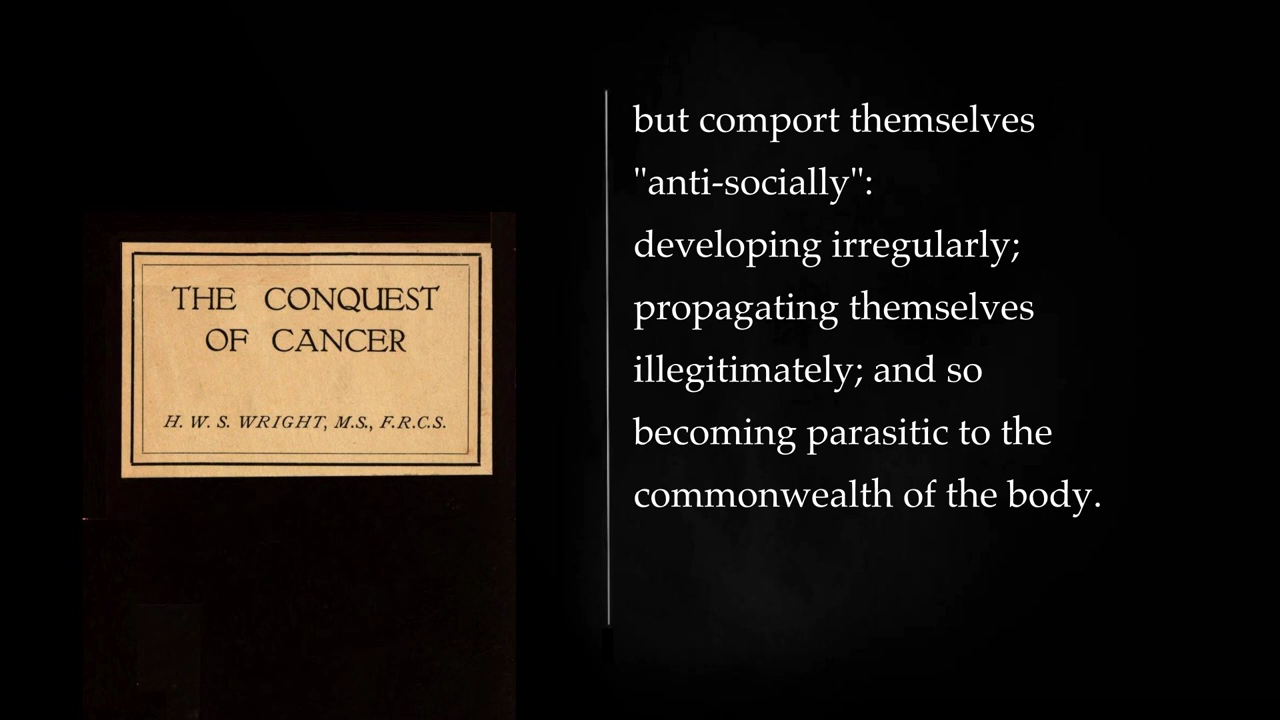 THE CONQUEST
OF CANCER
H. W. S. WRIGHT, M.S., F.R.C.S.
but comport themselves
"anti-socially":
developing irregularly;
propagating themselves
illegitimately; and so
becoming parasitic to the
commonwealth of the body.